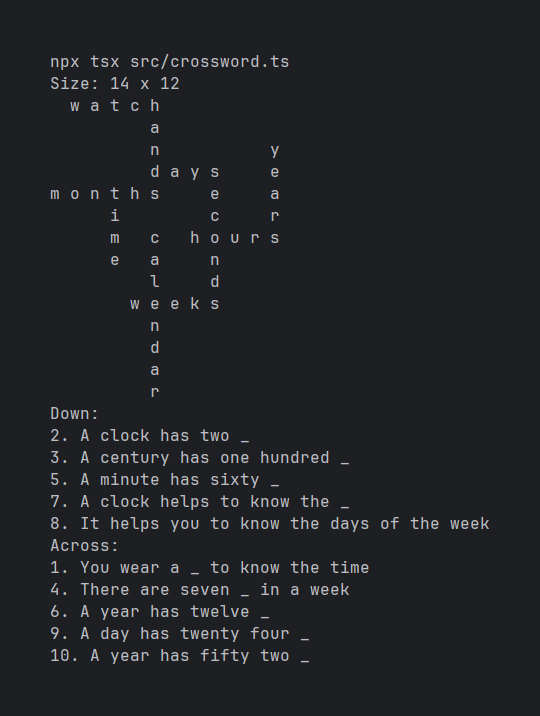 npx tsx src/crossword.ts
Size: 14 x 12
  w a t c h
          a
          n           y
          d a y s     e
m o n t h s     e     a
      i         c     r
      m   c   h o u r s
      e   a     n
          l     d
        w e e k s
          n
          d
          a
          r
Down:
2. A clock has two _
3. A century has one hundred _
5. A minute has sixty _
7. A clock helps to know the _
8. It helps you to know the days of the week
Across:
1. You wear a _ to know the time
4. There are seven _ in a week
6. A year has twelve _
9. A day has twenty four _
10. A year has fifty two _